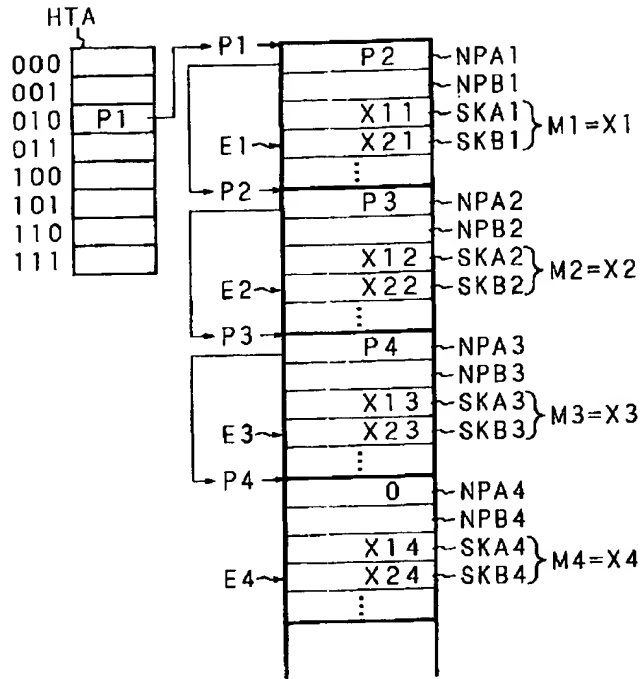 HTA
000
001
010 P1
011
100
101
110
111
P1 P2 NPA1
NPB1
X11 SKA1
E1 X21 SKB1
M1=X1
P2 P3 NPA2
NPB2
X12 SKA2
E2 X22 SKB2
M2=X2
P3 P4 NPA3
NPB3
X13 SKA3
E3 X23 SKB3
M3=X3
P4 0 NPA4
NPB4
X14 SKA4
E4 X24 SKB4
M4=X4